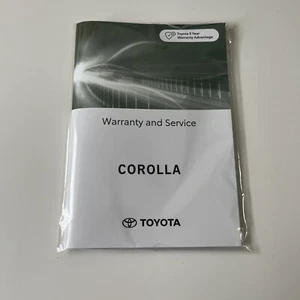 Toyota 5 Year
Warranty Advantage
Warranty and Service
COROLLA
TOYOTA